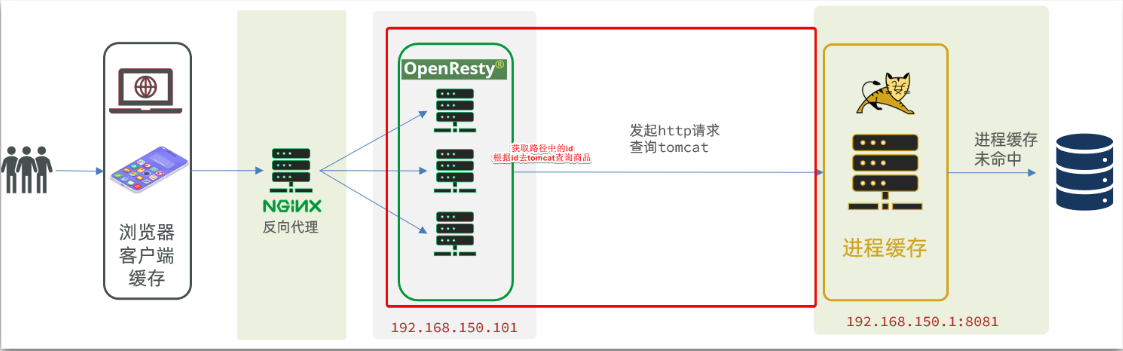 浏览器
客户端
缓存
NGINX
反向代理
OpenResty®
获取路径中的id
根据id去tomcat查询商品
192.168.150.101
发起http请求
查询tomcat
进程缓存
192.168.150.1:8081
进程缓存
未命中